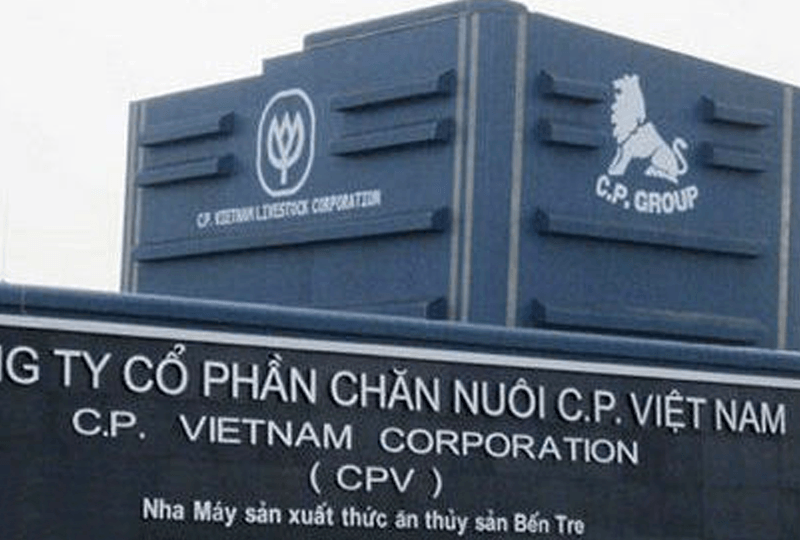 C.P. VIETNAM LIVESTOCK CORPORATION
C.P. GROUP
NG TY CỔ PHẦN CHĂN NUÔI C.P. VIỆT NAM
C.P. VIETNAM CORPORATION
( CPV )
Nha Máy sản xuất thức ăn thủy sản Bến Tre